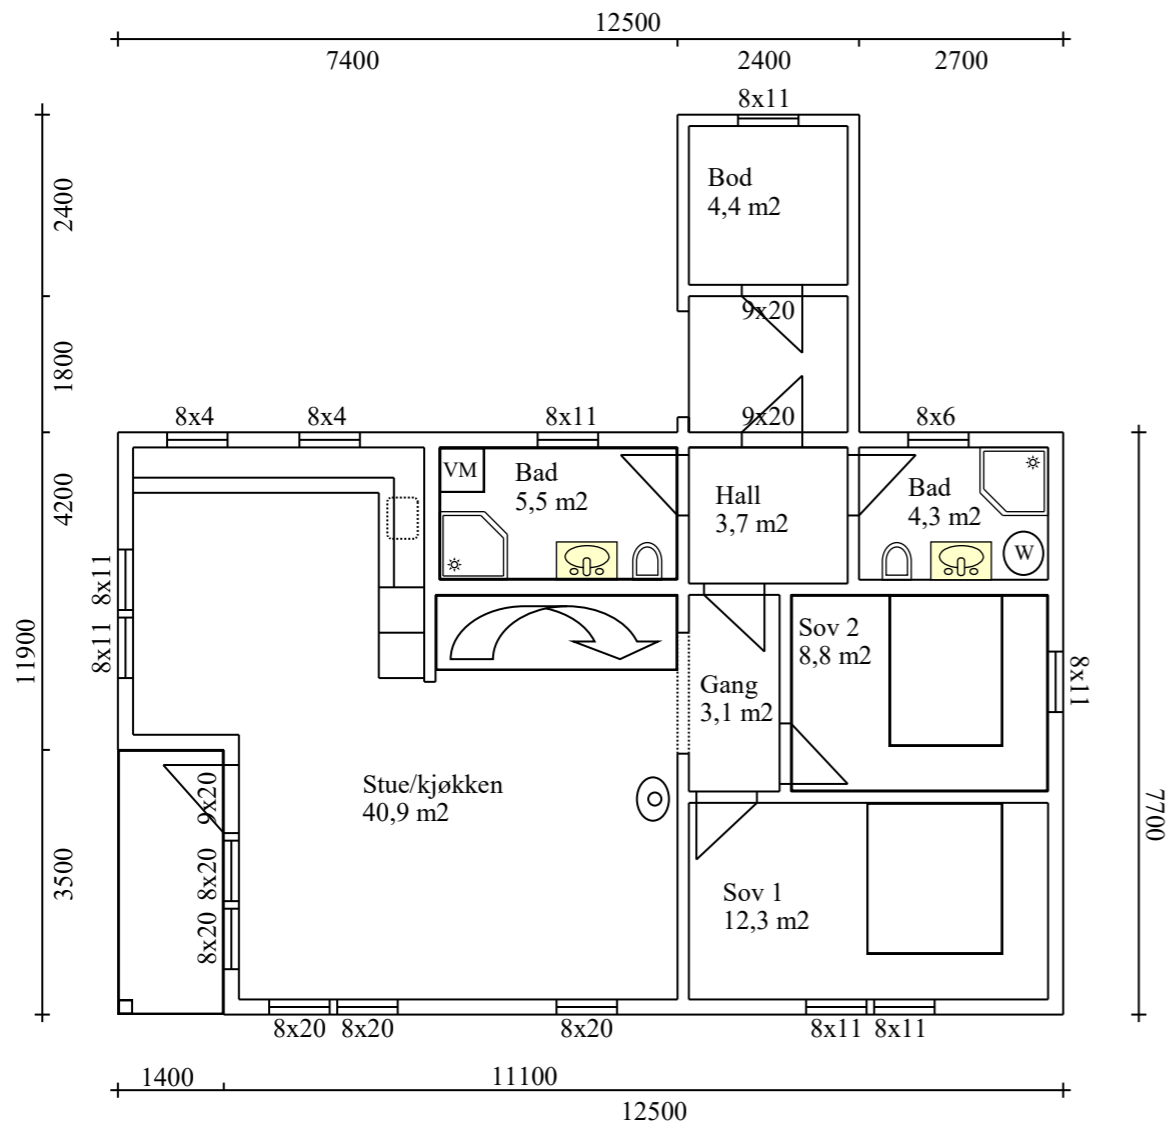 12500
7400
2400
2700
8x11
2400
Bod
4,4 m2
9x20
1800
8x4
8x4
8x11
9x20
8x6
VM
Bad
5,5 m2
Hall
3,7 m2
Bad
4,3 m2
W
4200
8x11
8x11
11900
Sov 2
8,8 m2
8x11
Gang
3,1 m2
Stue/kjøkken
40,9 m2
9x20
8x20
8x20
3500
7700
Sov 1
12,3 m2
8x20
8x20
8x20
8x11
8x11
1400
11100
12500